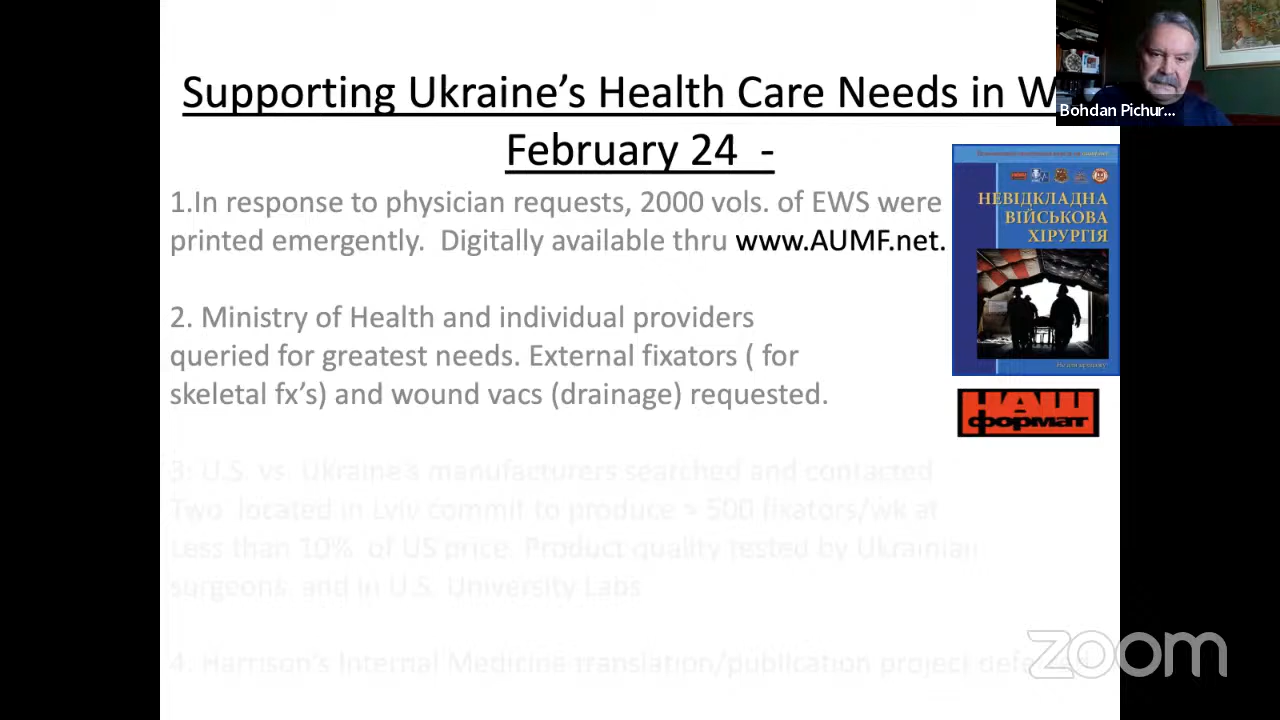 Supporting Ukraine’s Health Care Needs in
February 24 -
Bohdan Pichur...
1.In response to physician requests, 2000 vols. of EWS were
printed emergently. Digitally available thru www.AUMF.net.
НЕВІДКЛАДНА
ВІЙСЬКОВА
ХІРУРГІЯ
2. Ministry of Health and individual providers
queried for greatest needs. External fixators ( for
skeletal fx’s) and wound vacs (drainage) requested.
НАШ
формат
3. U.S. vs. Ukraine's manufacturers searched and contacted
Two located in Lviv commit to produce 500 fixators/wk at
Less than 10% of US price. Product quality tested by Ukrainian
surgeons and in U.S. University Labs
4. Harrison's Internal Medicine translation/publication project
zoom